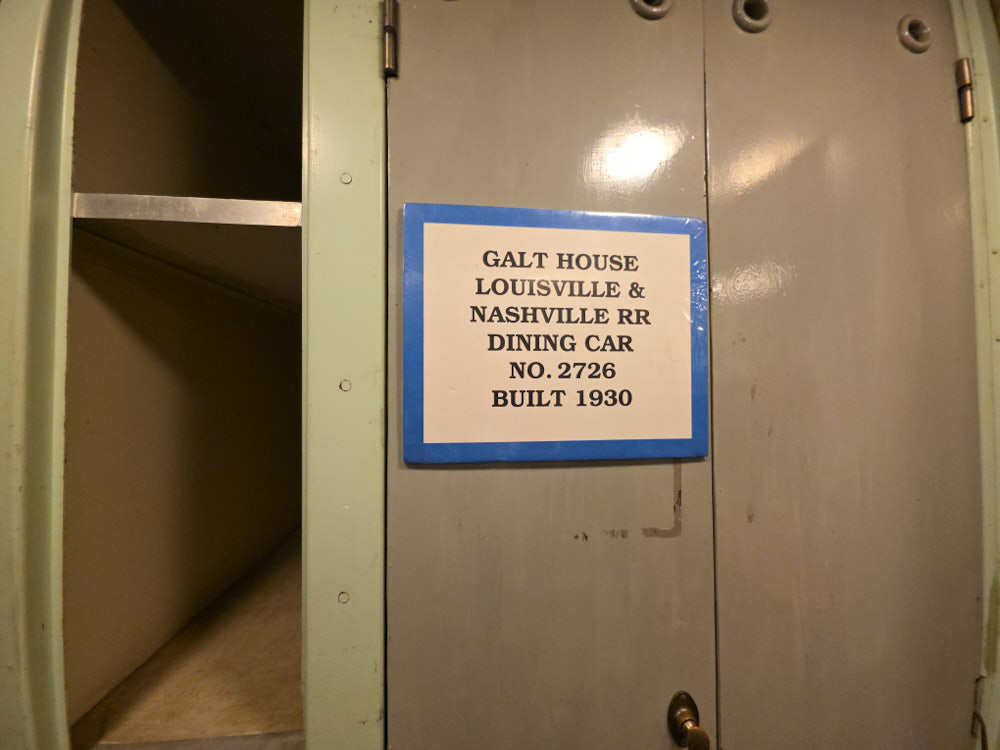 GALT HOUSE
LOUISVILLE &
NASHVILLE RR
DINING CAR
NO. 2726
BUILT 1930